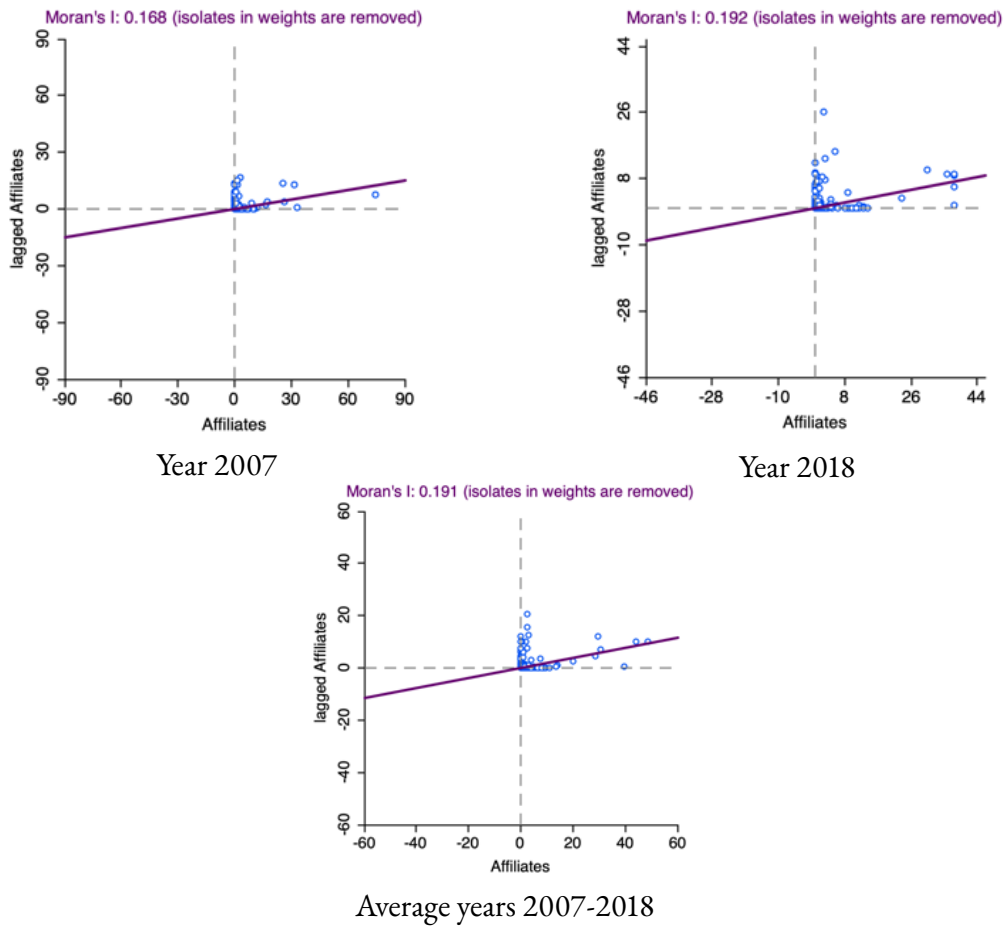 Moran's I: 0.168 (isolates in weights are removed)
90
60
30
0
-30
-60
-90
lagged Affiliates
-90 -60 -30 0 30 60 90
Affiliates
Year 2007
Moran's I: 0.192 (isolates in weights are removed)
44
26
8
-10
-28
-46
lagged Affiliates
-46 -28 -10 8 26 44
Affiliates
Year 2018
Moran's I: 0.191 (isolates in weights are removed)
60
40
20
0
-20
-40
-60
lagged Affiliates
-60 -40 -20 0 20 40 60
Affiliates
Average years 2007-2018